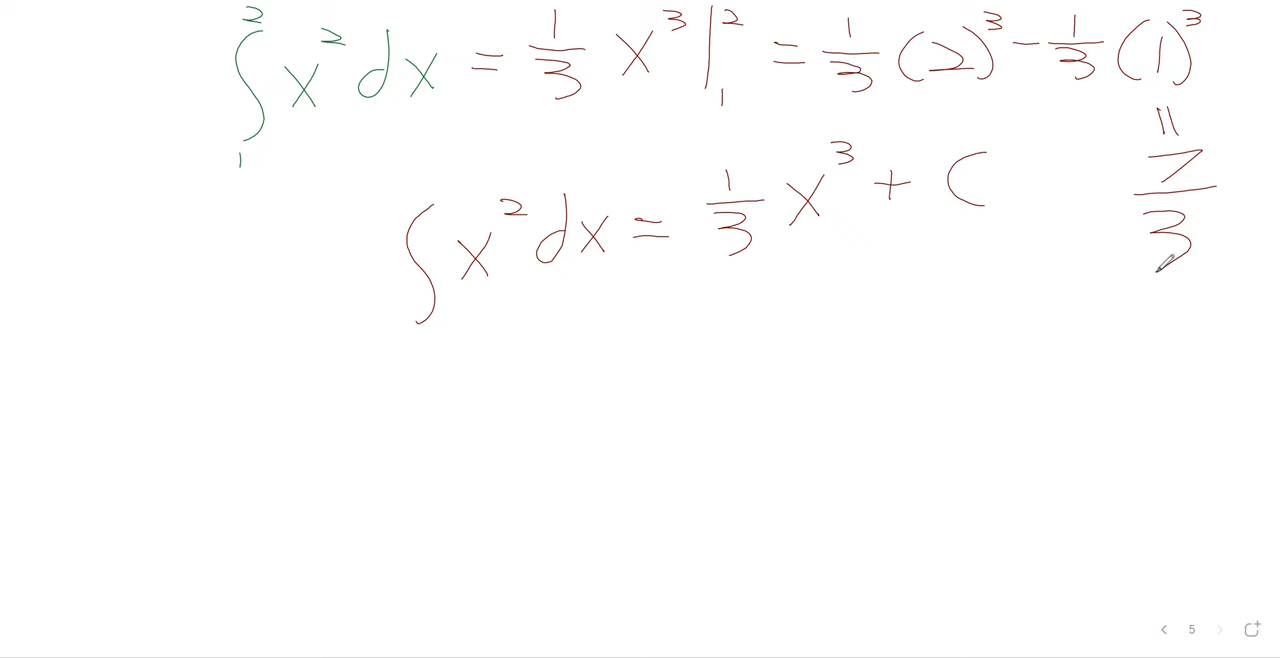 ∫₁² x² dx = 1/3 x³ |₁² = 1/3 (2)³ − 1/3 (1)³
= 7/3
∫ x² dx = 1/3 x³ + C
5